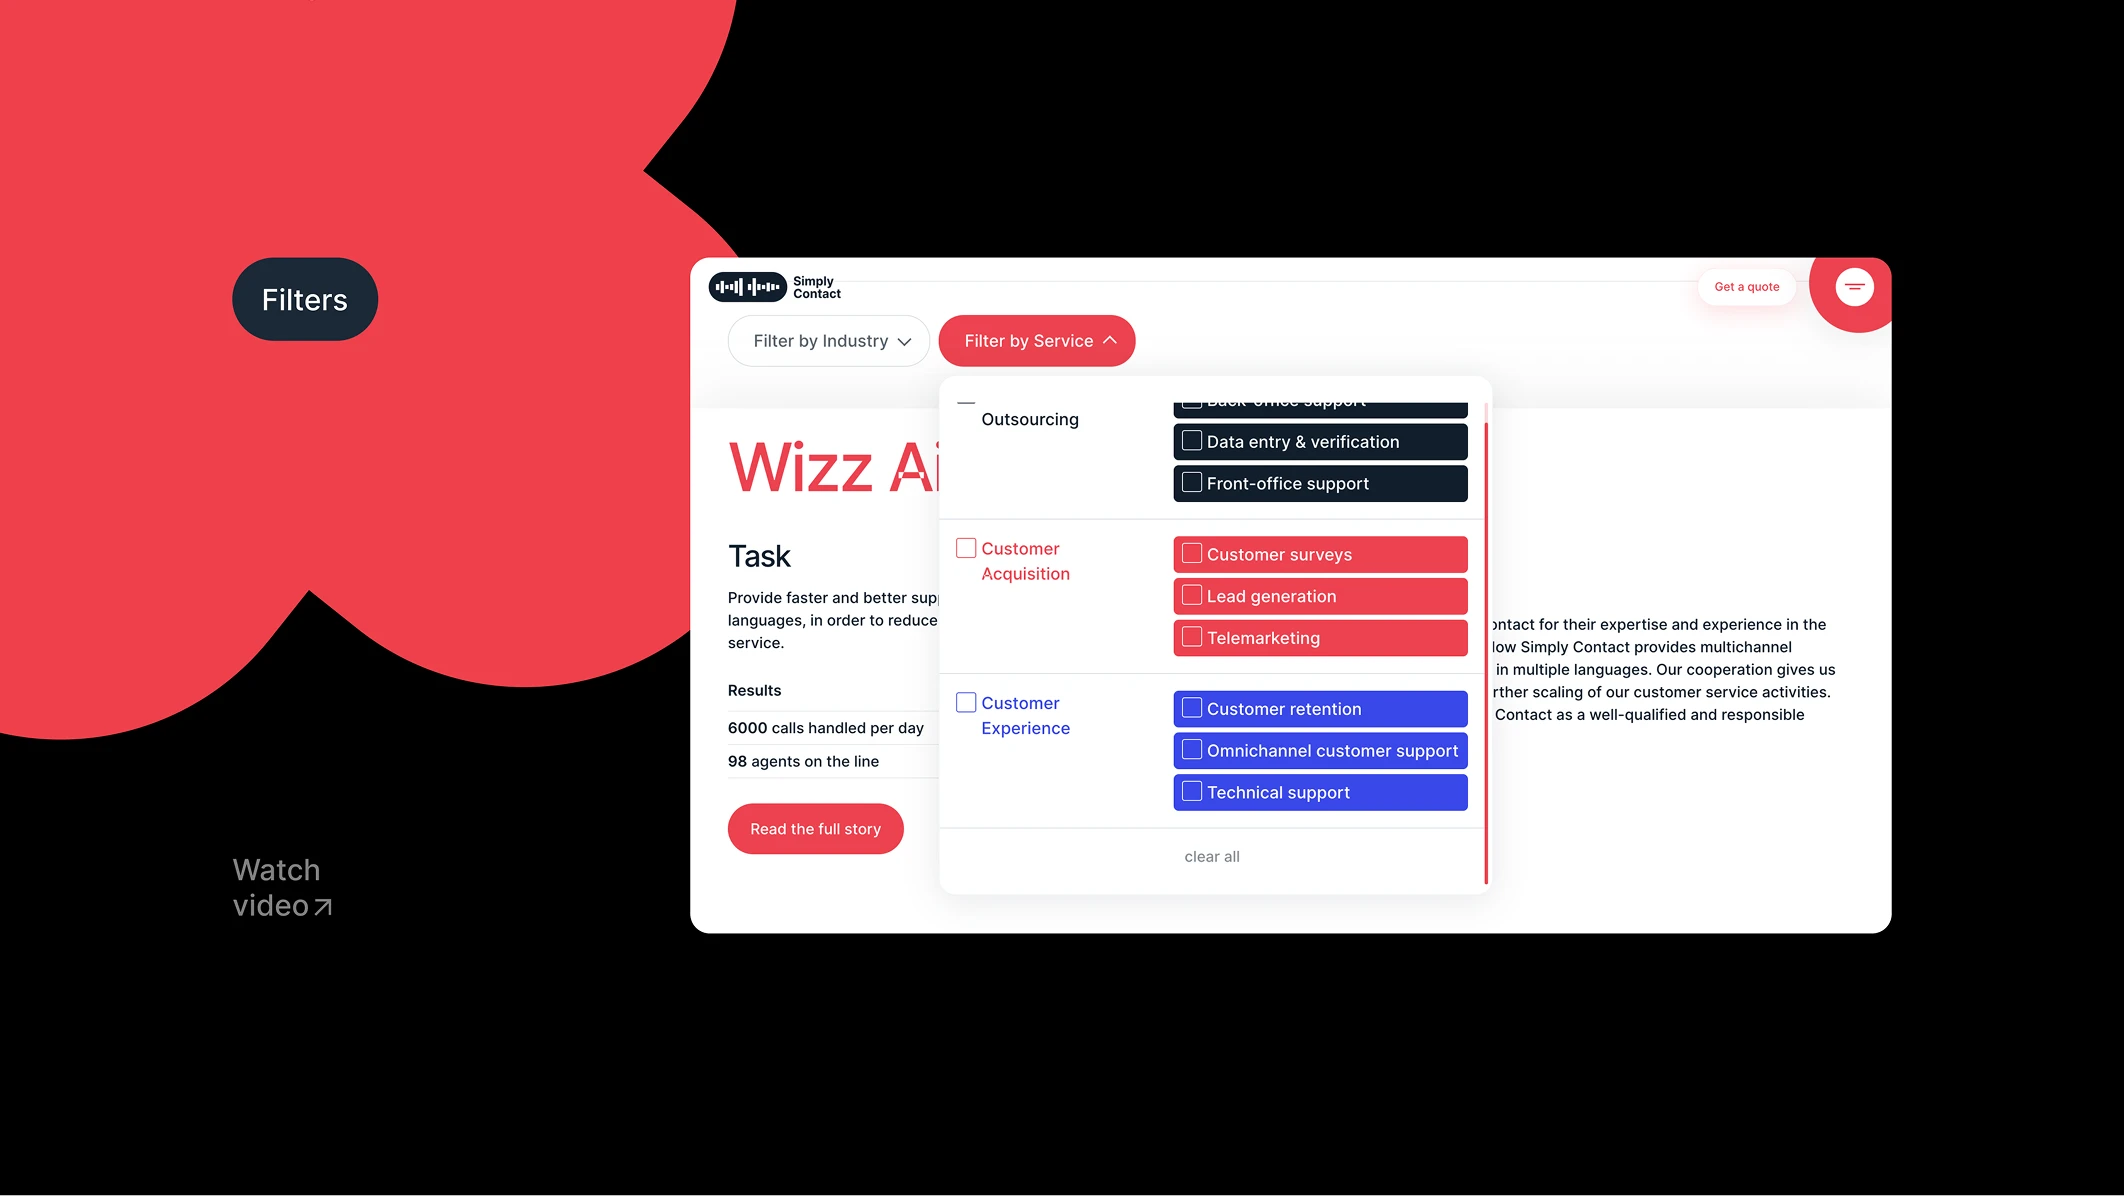 Filters
Simply
Contact
Get a quote
Filter by Industry
Filter by Service
Back-office support
Outsourcing
Data entry & verification
Front-office support
Wizz Ai
Task
Provide faster and better supp
languages, in order to reduce
service.
Results
6000 calls handled per day
98 agents on the line
Read the full story
Customer
Acquisition
Customer surveys
Lead generation
Telemarketing
Customer
Experience
Customer retention
Omnichannel customer support
Technical support
clear all
ontact for their expertise and experience in the
low Simply Contact provides multichannel
in multiple languages. Our cooperation gives us
rther scaling of our customer service activities.
Contact as a well-qualified and responsible
Watch
video